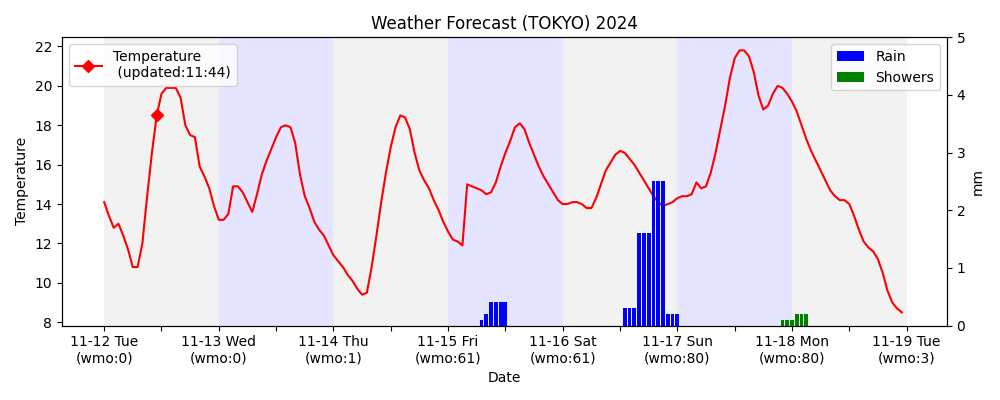 Weather Forecast (TOKYO) 2024
Temperature
(updated:11:44)
Rain
Showers
Temperature
22
20
18
16
14
12
10
8
5
4
3
2
1
0
mm
11-12 Tue
(wmo:0)
11-13 Wed
(wmo:0)
11-14 Thu
(wmo:1)
11-15 Fri
(wmo:61)
11-16 Sat
(wmo:61)
11-17 Sun
(wmo:80)
11-18 Mon
(wmo:80)
11-19 Tue
(wmo:3)
Date